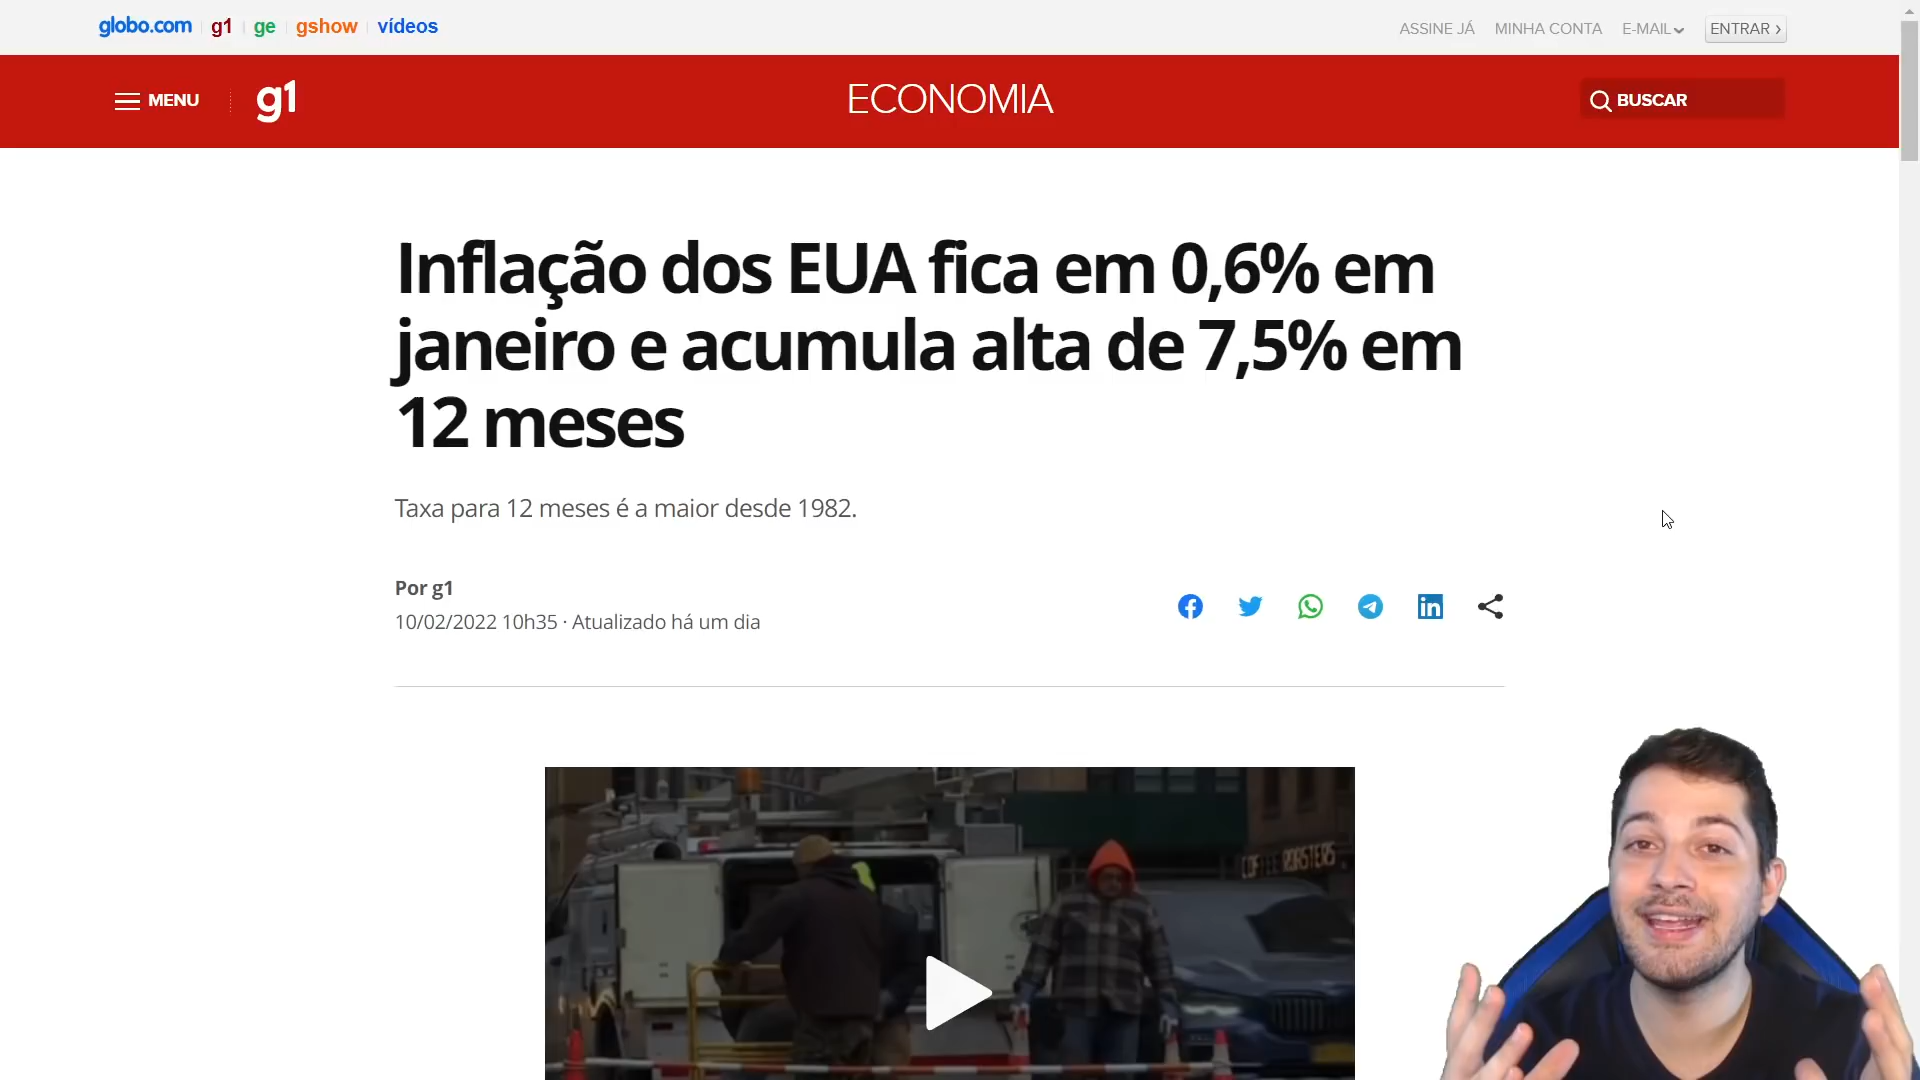 globo.com g1 ge gshow vídeos
ASSINE JÁ MINHA CONTA E-MAIL ENTRAR ›
MENU g1 ECONOMIA BUSCAR
Inflação dos EUA fica em 0,6% em
janeiro e acumula alta de 7,5% em
12 meses
Taxa para 12 meses é a maior desde 1982.
Por g1
10/02/2022 10h35 · Atualizado há um dia
COFFEE ROASTERS